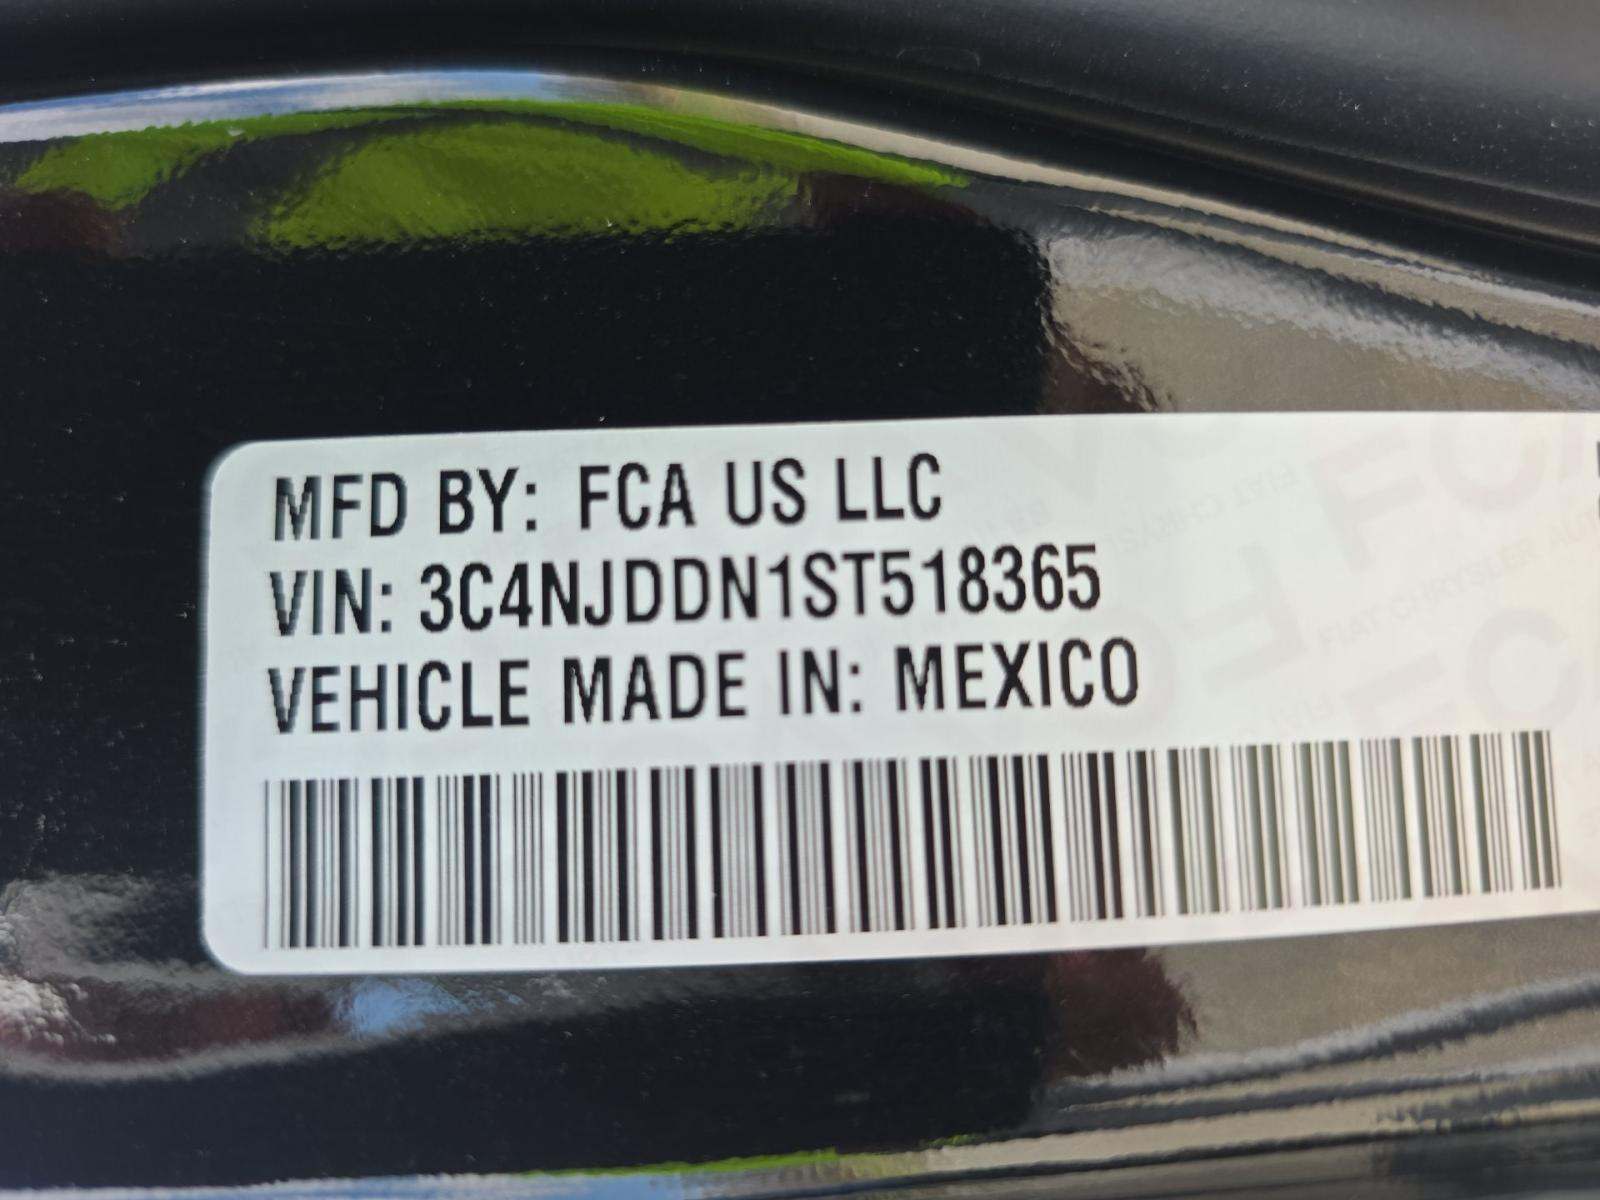 MFD BY: FCA US LLC
VIN: 3C4NJDDN1ST518365
VEHICLE MADE IN: MEXICO